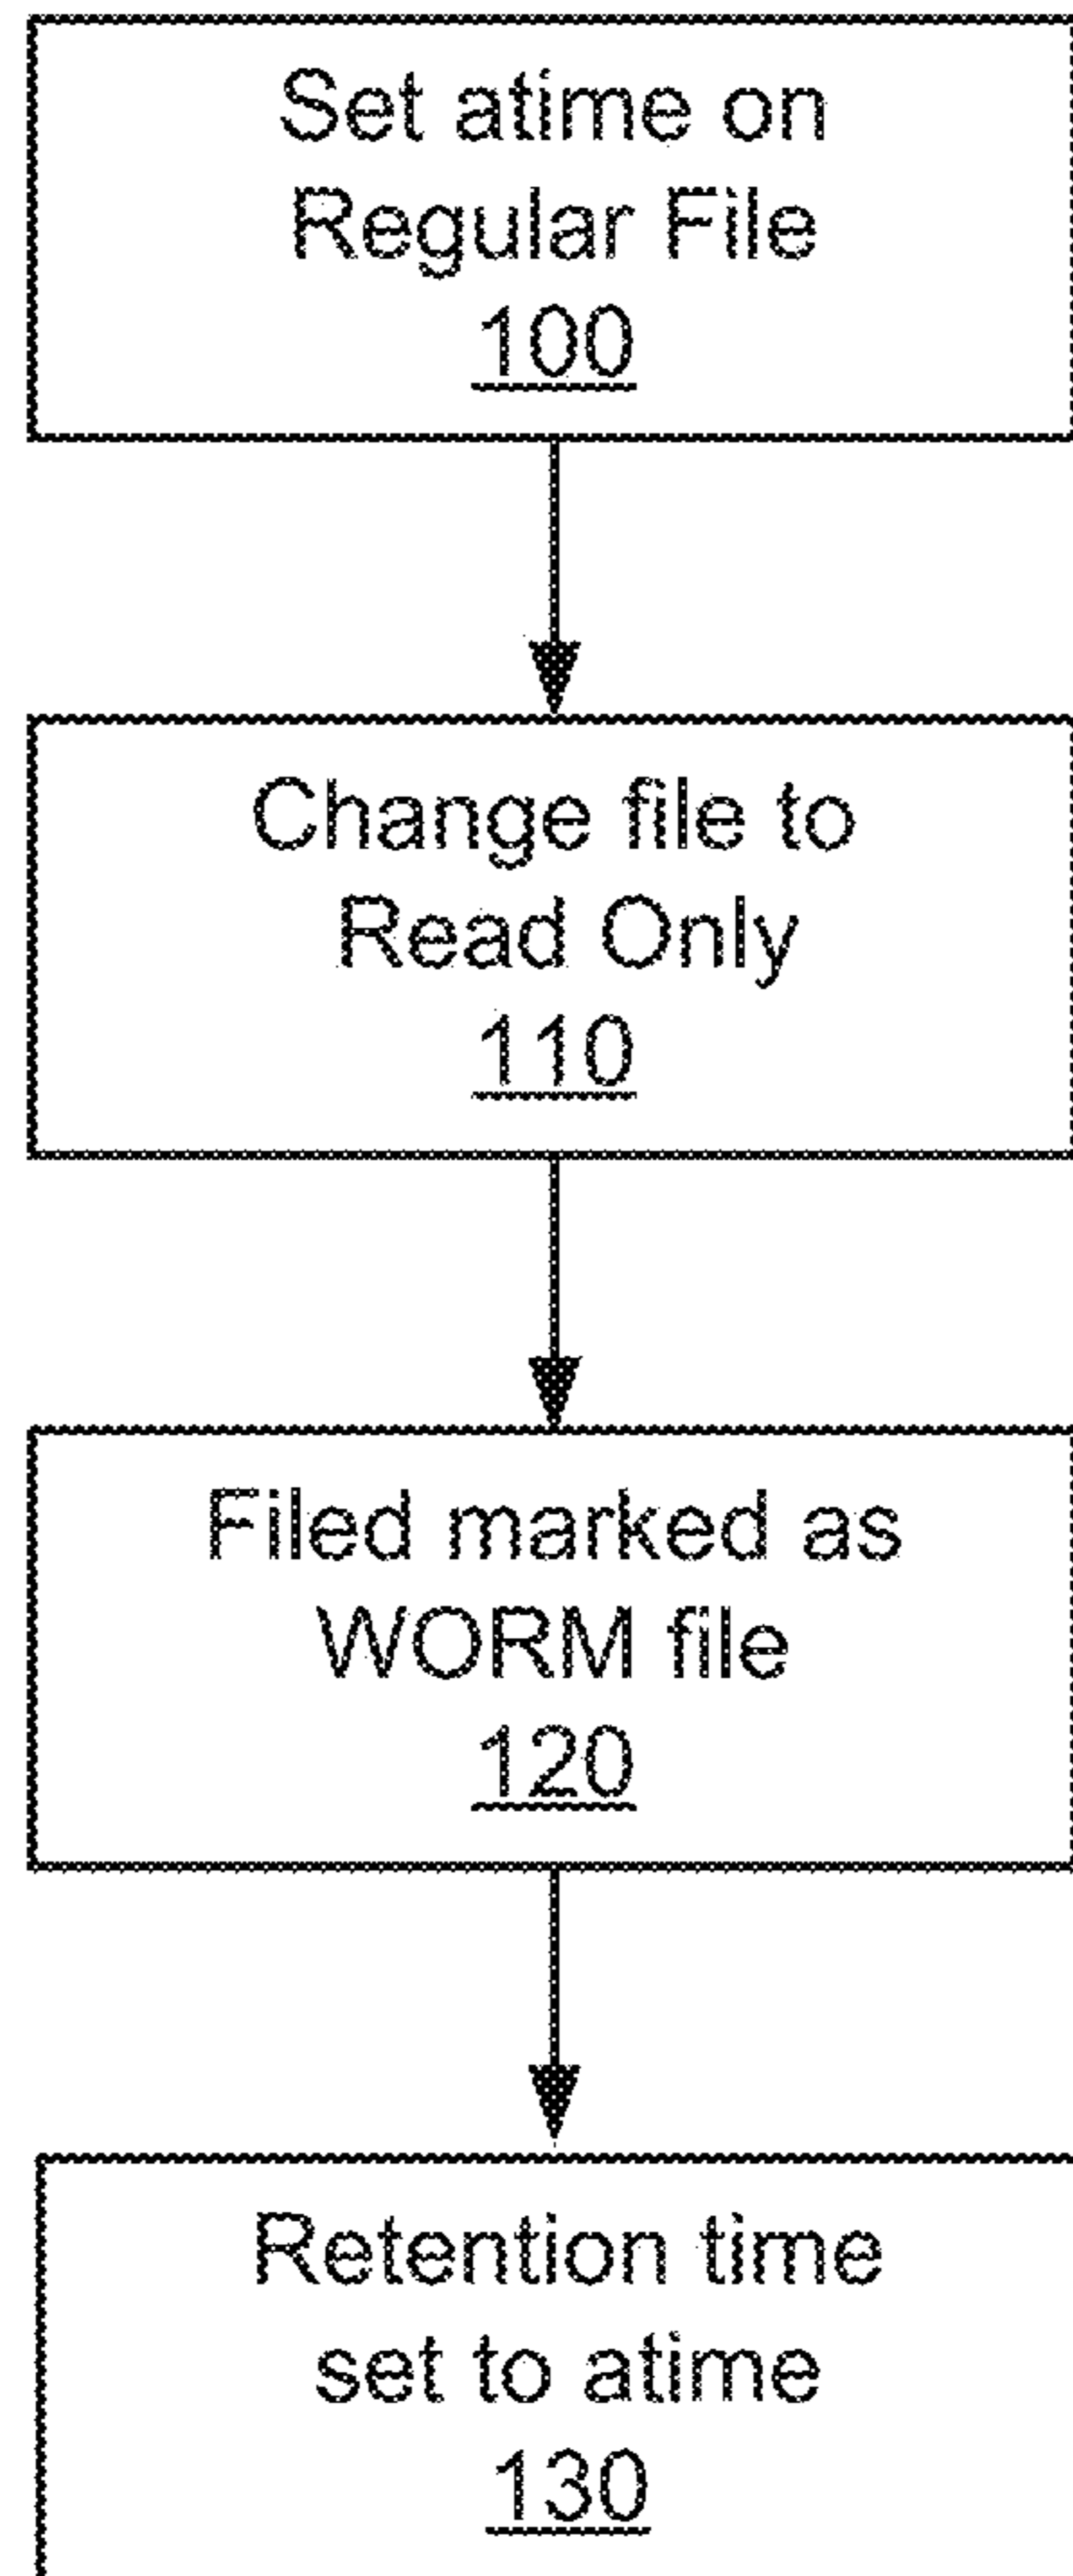 Set atime on
Regular File
100
Change file to
Read Only
110
Filed marked as
WORM file
120
Retention time
set to atime
130